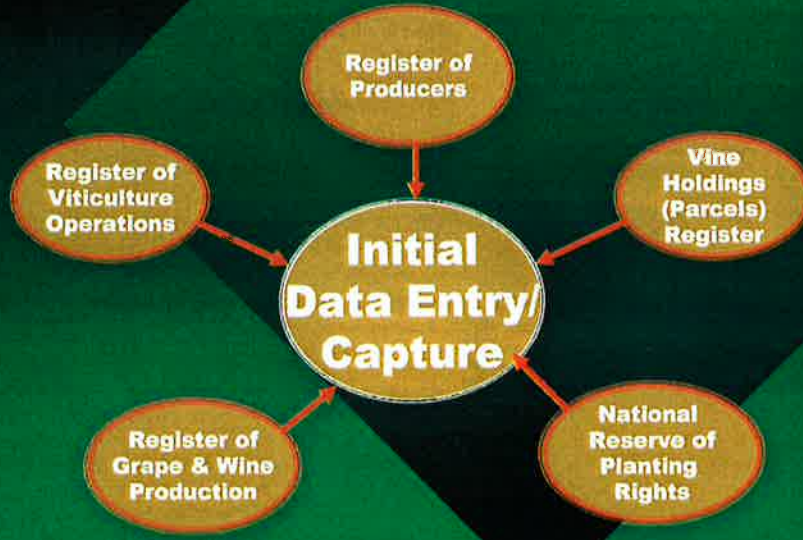 Register of
Producers
Register of
Viticulture
Operations
Vine
Holdings
(Parcels)
Register
Initial
Data Entry/
Capture
Register of
Grape & Wine
Production
National
Reserve of
Planting
Rights